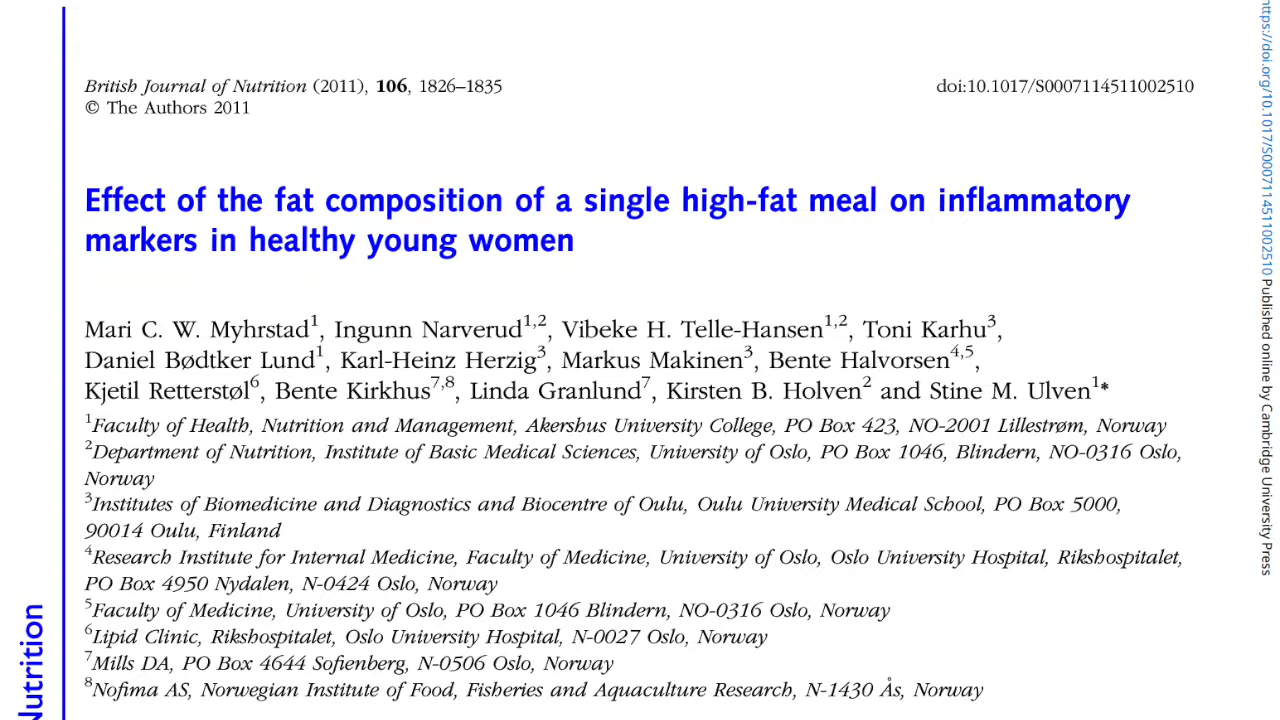 British Journal of Nutrition (2011), 106, 1826–1835
doi:10.1017/S0007114511002510
© The Authors 2011
Effect of the fat composition of a single high-fat meal on inflammatory
markers in healthy young women
Mari C. W. Myhrstad1, Ingunn Narverud1,2, Vibeke H. Telle-Hansen1,2, Toni Karhu3,
Daniel Bødtker Lund1, Karl-Heinz Herzig3, Markus Makinen3, Bente Halvorsen4,5,
Kjetil Retterstøl6, Bente Kirkhus7,8, Linda Granlund7, Kirsten B. Holven2 and Stine M. Ulven1*
1Faculty of Health, Nutrition and Management, Akershus University College, PO Box 423, NO-2001 Lillestrøm, Norway
2Department of Nutrition, Institute of Basic Medical Sciences, University of Oslo, PO Box 1046, Blindern, NO-0316 Oslo,
Norway
3Institutes of Biomedicine and Diagnostics and Biocentre of Oulu, Oulu University Medical School, PO Box 5000,
90014 Oulu, Finland
4Research Institute for Internal Medicine, Faculty of Medicine, University of Oslo, Oslo University Hospital, Rikshospitalet,
PO Box 4950 Nydalen, N-0424 Oslo, Norway
5Faculty of Medicine, University of Oslo, PO Box 1046 Blindern, NO-0316 Oslo, Norway
6Lipid Clinic, Rikshospitalet, Oslo University Hospital, N-0027 Oslo, Norway
7Mills DA, PO Box 4644 Sofienberg, N-0506 Oslo, Norway
8Nofima AS, Norwegian Institute of Food, Fisheries and Aquaculture Research, N-1430 Ås, Norway
Nutrition
https://doi.org/10.1017/S0007114511002510 Published online by Cambridge University Press